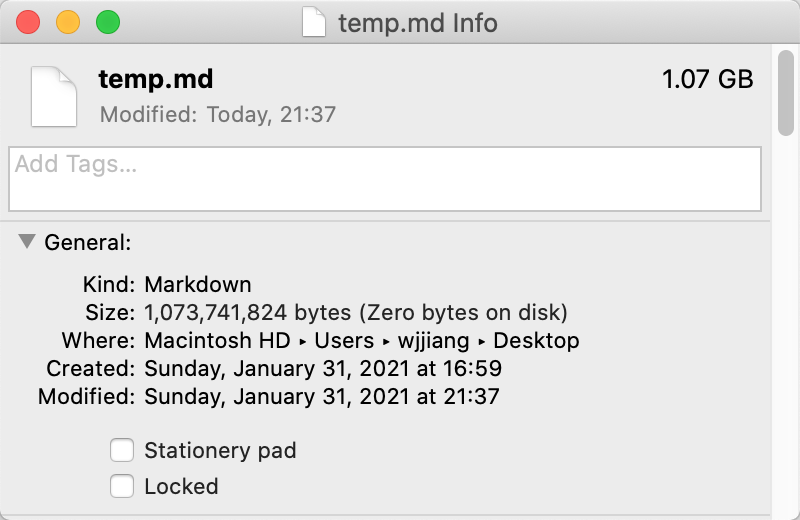 temp.md Info
temp.md 1.07 GB
Modified: Today, 21:37
Add Tags...
General:
Kind: Markdown
Size: 1,073,741,824 bytes (Zero bytes on disk)
Where: Macintosh HD ▸ Users ▸ wjjiang ▸ Desktop
Created: Sunday, January 31, 2021 at 16:59
Modified: Sunday, January 31, 2021 at 21:37
Stationery pad
Locked